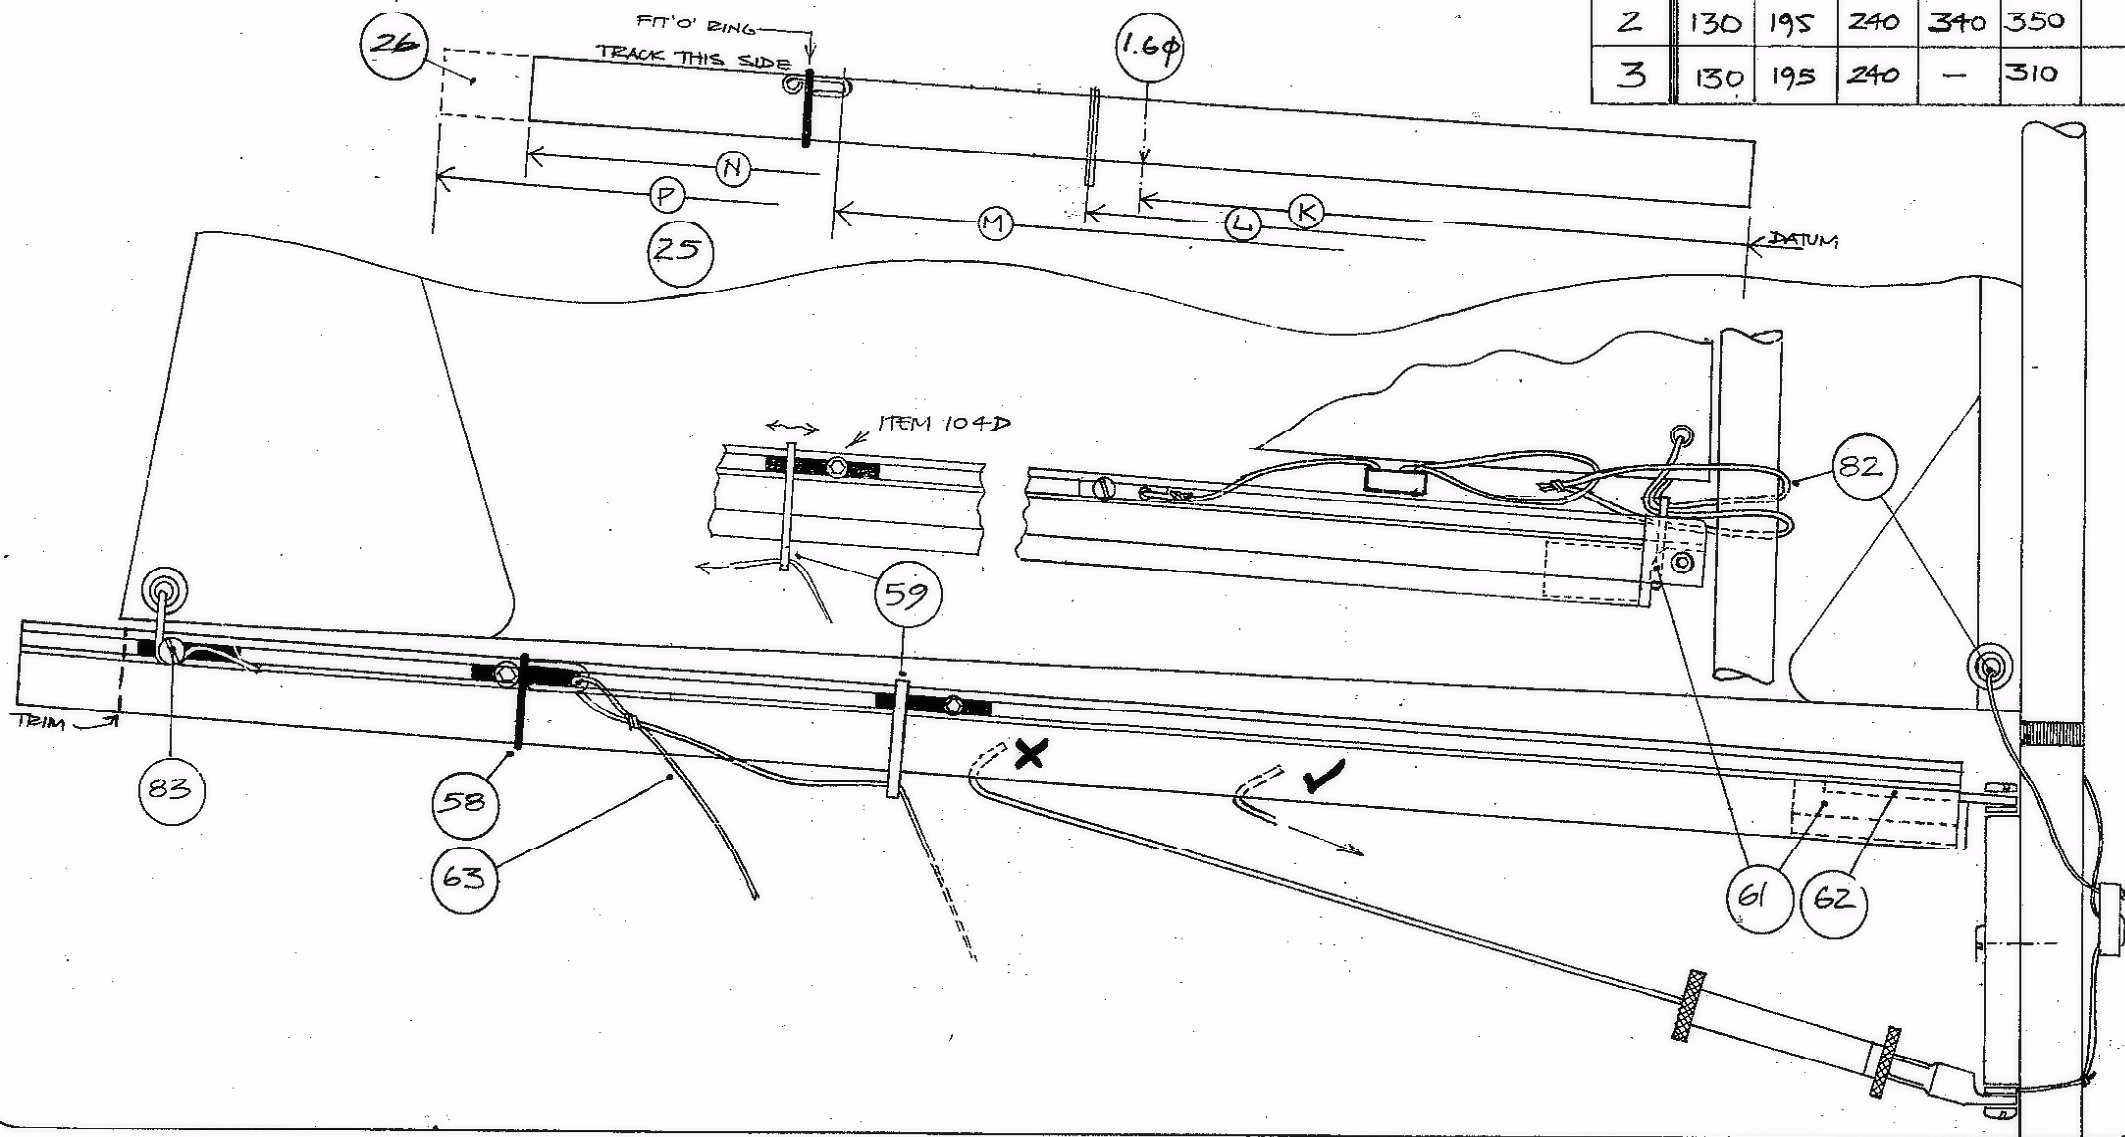 2 130 195 240 340 350
3 130 195 240 — 310
FIT 'O' RING
TRACK THIS SIDE
26
1.6φ
N
P
M
L
K
25
DATUM
ITEM 104D
82
59
TRIM
83
58
63
61
62